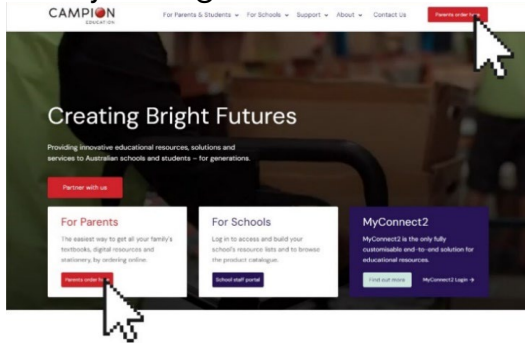 CAMPION
EDUCATION
For Parents & Students
For Schools
Support
About
Contact Us
Parents order
Creating Bright Futures
Providing innovative educational resources, solutions and
services to Australian schools and students – for generations.
Partner with us
For Parents
The easiest way to get all your family's
textbooks, digital resources and
stationery, by ordering online.
Parents order
For Schools
Log in to access and build your
school's resource lists and to browse
the product catalogue.
School staff portal
MyConnect2
MyConnect2 is the only fully
customisable end-to-end solution for
educational resources.
Find out more
MyConnect2 Login →